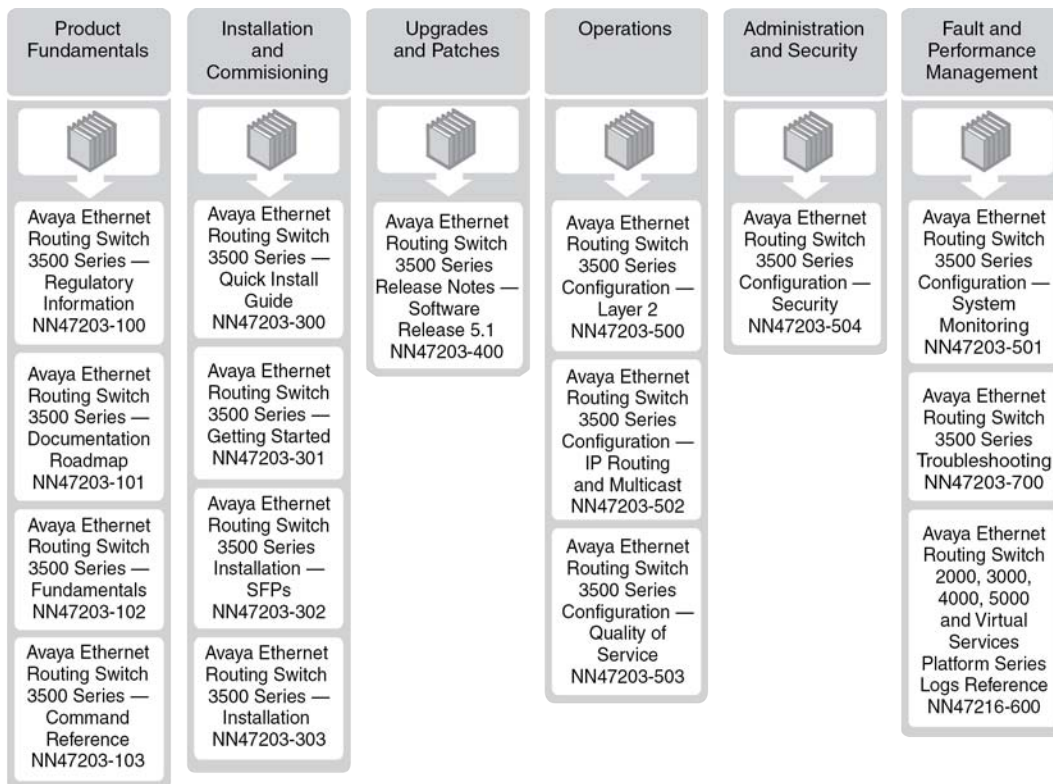 Product
Fundamentals
Avaya Ethernet
Routing Switch
3500 Series —
Regulatory
Information
NN47203-100
Avaya Ethernet
Routing Switch
3500 Series —
Documentation
Roadmap
NN47203-101
Avaya Ethernet
Routing Switch
3500 Series —
Fundamentals
NN47203-102
Avaya Ethernet
Routing Switch
3500 Series —
Command
Reference
NN47203-103
Installation
and
Commisioning
Avaya Ethernet
Routing Switch
3500 Series —
Quick Install
Guide
NN47203-300
Avaya Ethernet
Routing Switch
3500 Series —
Getting Started
NN47203-301
Avaya Ethernet
Routing Switch
3500 Series
Installation —
SFPs
NN47203-302
Avaya Ethernet
Routing Switch
3500 Series —
Installation
NN47203-303
Upgrades
and Patches
Avaya Ethernet
Routing Switch
3500 Series
Release Notes —
Software
Release 5.1
NN47203-400
Operations
Avaya Ethernet
Routing Switch
3500 Series
Configuration —
Layer 2
NN47203-500
Avaya Ethernet
Routing Switch
3500 Series
Configuration —
IP Routing
and Multicast
NN47203-502
Avaya Ethernet
Routing Switch
3500 Series
Configuration —
Quality of
Service
NN47203-503
Administration
and Security
Avaya Ethernet
Routing Switch
3500 Series
Configuration —
Security
NN47203-504
Fault and
Performance
Management
Avaya Ethernet
Routing Switch
3500 Series
Configuration —
System
Monitoring
NN47203-501
Avaya Ethernet
Routing Switch
3500 Series
Troubleshooting
NN47203-700
Avaya Ethernet
Routing Switch
2000, 3000,
4000, 5000
and Virtual
Services
Platform Series
Logs Reference
NN47216-600